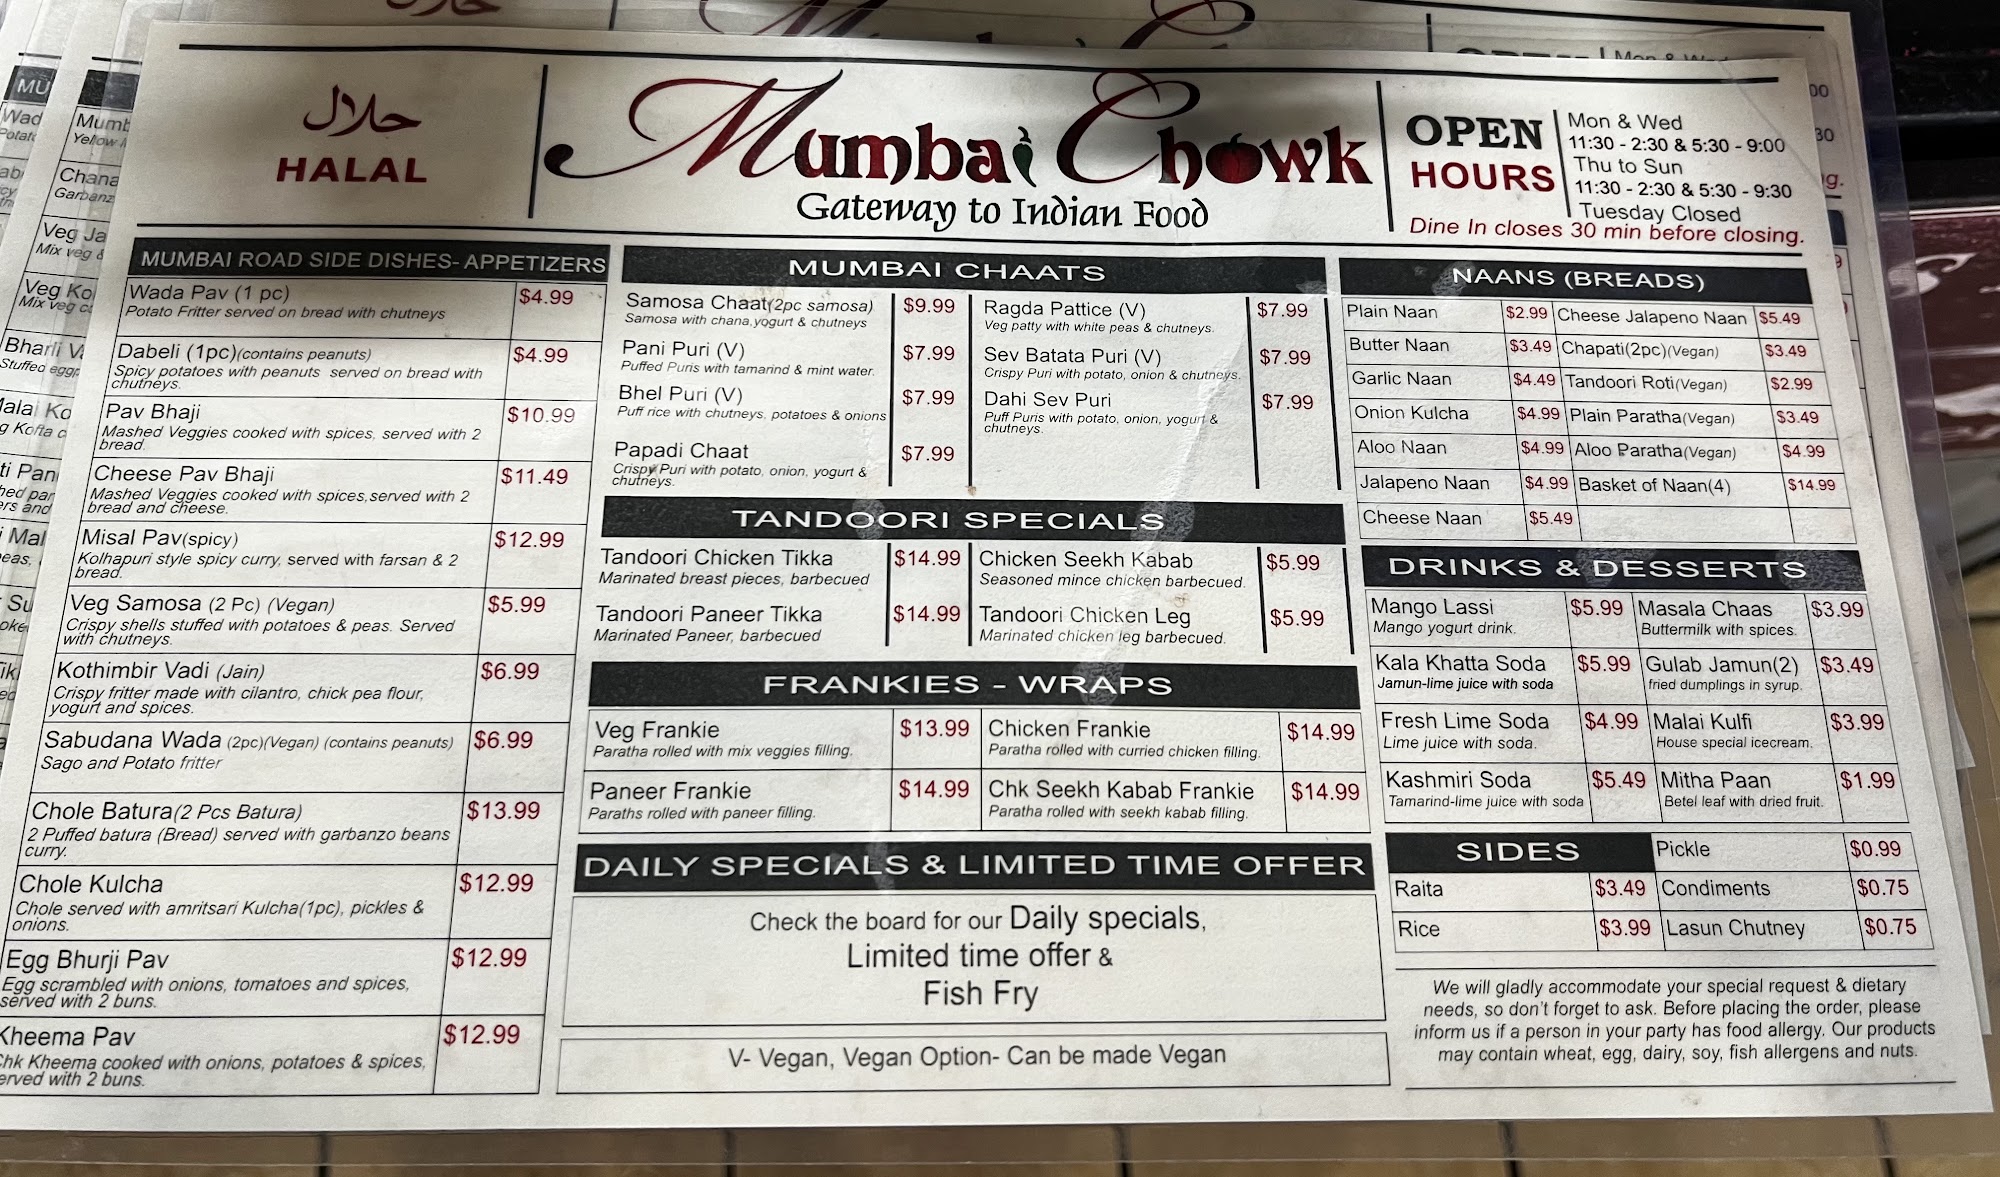 حلال
HALAL
Mumbai Chowk
Gateway to Indian Food
OPEN
HOURS
Mon & Wed
11:30 - 2:30 & 5:30 - 9:00
Thu to Sun
11:30 - 2:30 & 5:30 - 9:30
Tuesday Closed
Dine In closes 30 min before closing.
MUMBAI ROAD SIDE DISHES- APPETIZERS
Wada Pav (1 pc) $4.99
Potato Fritter served on bread with chutneys
Dabeli (1pc)(contains peanuts) $4.99
Spicy potatoes with peanuts served on bread with
chutneys.
Pav Bhaji $10.99
Mashed Veggies cooked with spices, served with 2
bread.
Cheese Pav Bhaji $11.49
Mashed Veggies cooked with spices,served with 2
bread and cheese.
Misal Pav(spicy) $12.99
Kolhapuri style spicy curry, served with farsan & 2
bread.
Veg Samosa (2 Pc) (Vegan) $5.99
Crispy shells stuffed with potatoes & peas. Served
with chutneys.
Kothimbir Vadi (Jain) $6.99
Crispy fritter made with cilantro, chick pea flour,
yogurt and spices.
Sabudana Wada (2pc)(Vegan) (contains peanuts) $6.99
Sago and Potato fritter
Chole Batura(2 Pcs Batura) $13.99
2 Puffed batura (Bread) served with garbanzo beans
curry.
Chole Kulcha $12.99
Chole served with amritsari Kulcha(1pc), pickles &
onions.
Egg Bhurji Pav $12.99
Egg scrambled with onions, tomatoes and spices,
served with 2 buns.
Kheema Pav $12.99
Chk Kheema cooked with onions, potatoes & spices,
served with 2 buns.
MUMBAI CHAATS
Samosa Chaat(2pc samosa) $9.99
Samosa with chana,yogurt & chutneys
Pani Puri (V) $7.99
Puffed Puris with tamarind & mint water.
Bhel Puri (V) $7.99
Puff rice with chutneys, potatoes & onions
Papadi Chaat $7.99
Crispy Puri with potato, onion, yogurt &
chutneys.
Ragda Pattice (V) $7.99
Veg patty with white peas & chutneys.
Sev Batata Puri (V) $7.99
Crispy Puri with potato, onion & chutneys.
Dahi Sev Puri $7.99
Puff Puris with potato, onion, yogurt &
chutneys.
TANDOORI SPECIALS
Tandoori Chicken Tikka $14.99
Marinated breast pieces, barbecued
Tandoori Paneer Tikka $14.99
Marinated Paneer, barbecued
Chicken Seekh Kabab $5.99
Seasoned mince chicken barbecued.
Tandoori Chicken Leg $5.99
Marinated chicken leg barbecued.
FRANKIES - WRAPS
Veg Frankie $13.99
Paratha rolled with mix veggies filling.
Paneer Frankie $14.99
Paraths rolled with paneer filling.
Chicken Frankie $14.99
Paratha rolled with curried chicken filling.
Chk Seekh Kabab Frankie $14.99
Paratha rolled with seekh kabab filling.
DAILY SPECIALS & LIMITED TIME OFFER
Check the board for our Daily specials,
Limited time offer &
Fish Fry
V- Vegan, Vegan Option- Can be made Vegan
NAANS (BREADS)
Plain Naan $2.99 Cheese Jalapeno Naan $5.49
Butter Naan $3.49 Chapati(2pc)(Vegan) $3.49
Garlic Naan $4.49 Tandoori Roti(Vegan) $2.99
Onion Kulcha $4.99 Plain Paratha(Vegan) $3.49
Aloo Naan $4.99 Aloo Paratha(Vegan) $4.99
Jalapeno Naan $4.99 Basket of Naan(4) $14.99
Cheese Naan $5.49
DRINKS & DESSERTS
Mango Lassi $5.99
Mango yogurt drink.
Kala Khatta Soda $5.99
Jamun-lime juice with soda
Fresh Lime Soda $4.99
Lime juice with soda.
Kashmiri Soda $5.49
Tamarind-lime juice with soda
Masala Chaas $3.99
Buttermilk with spices.
Gulab Jamun(2) $3.49
fried dumplings in syrup.
Malai Kulfi $3.99
House special icecream.
Mitha Paan $1.99
Betel leaf with dried fruit.
SIDES
Pickle $0.99
Raita $3.49 Condiments $0.75
Rice $3.99 Lasun Chutney $0.75
We will gladly accommodate your special request & dietary
needs, so don't forget to ask. Before placing the order, please
inform us if a person in your party has food allergy. Our products
may contain wheat, egg, dairy, soy, fish allergens and nuts.